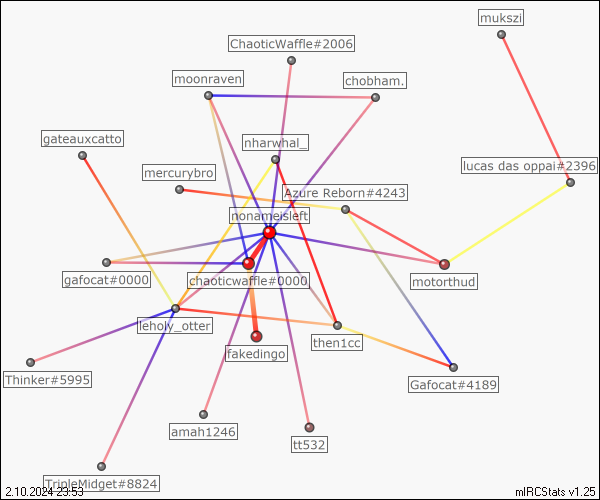 mukszi
ChaoticWaffle#2006
moonraven
chobham.
gateauxcatto
nharwhal_
lucas das oppai#2396
mercurybro
Azure Reborn#4243
nonameisleft
gafocat#0000
chaoticwaffle#0000
motorthud
leholy_otter
then1cc
fakedingo
Thinker#5995
Gafocat#4189
amah1246
tt532
TripleMidget#8824
2.10.2024 23:53
mIRCStats v1.25